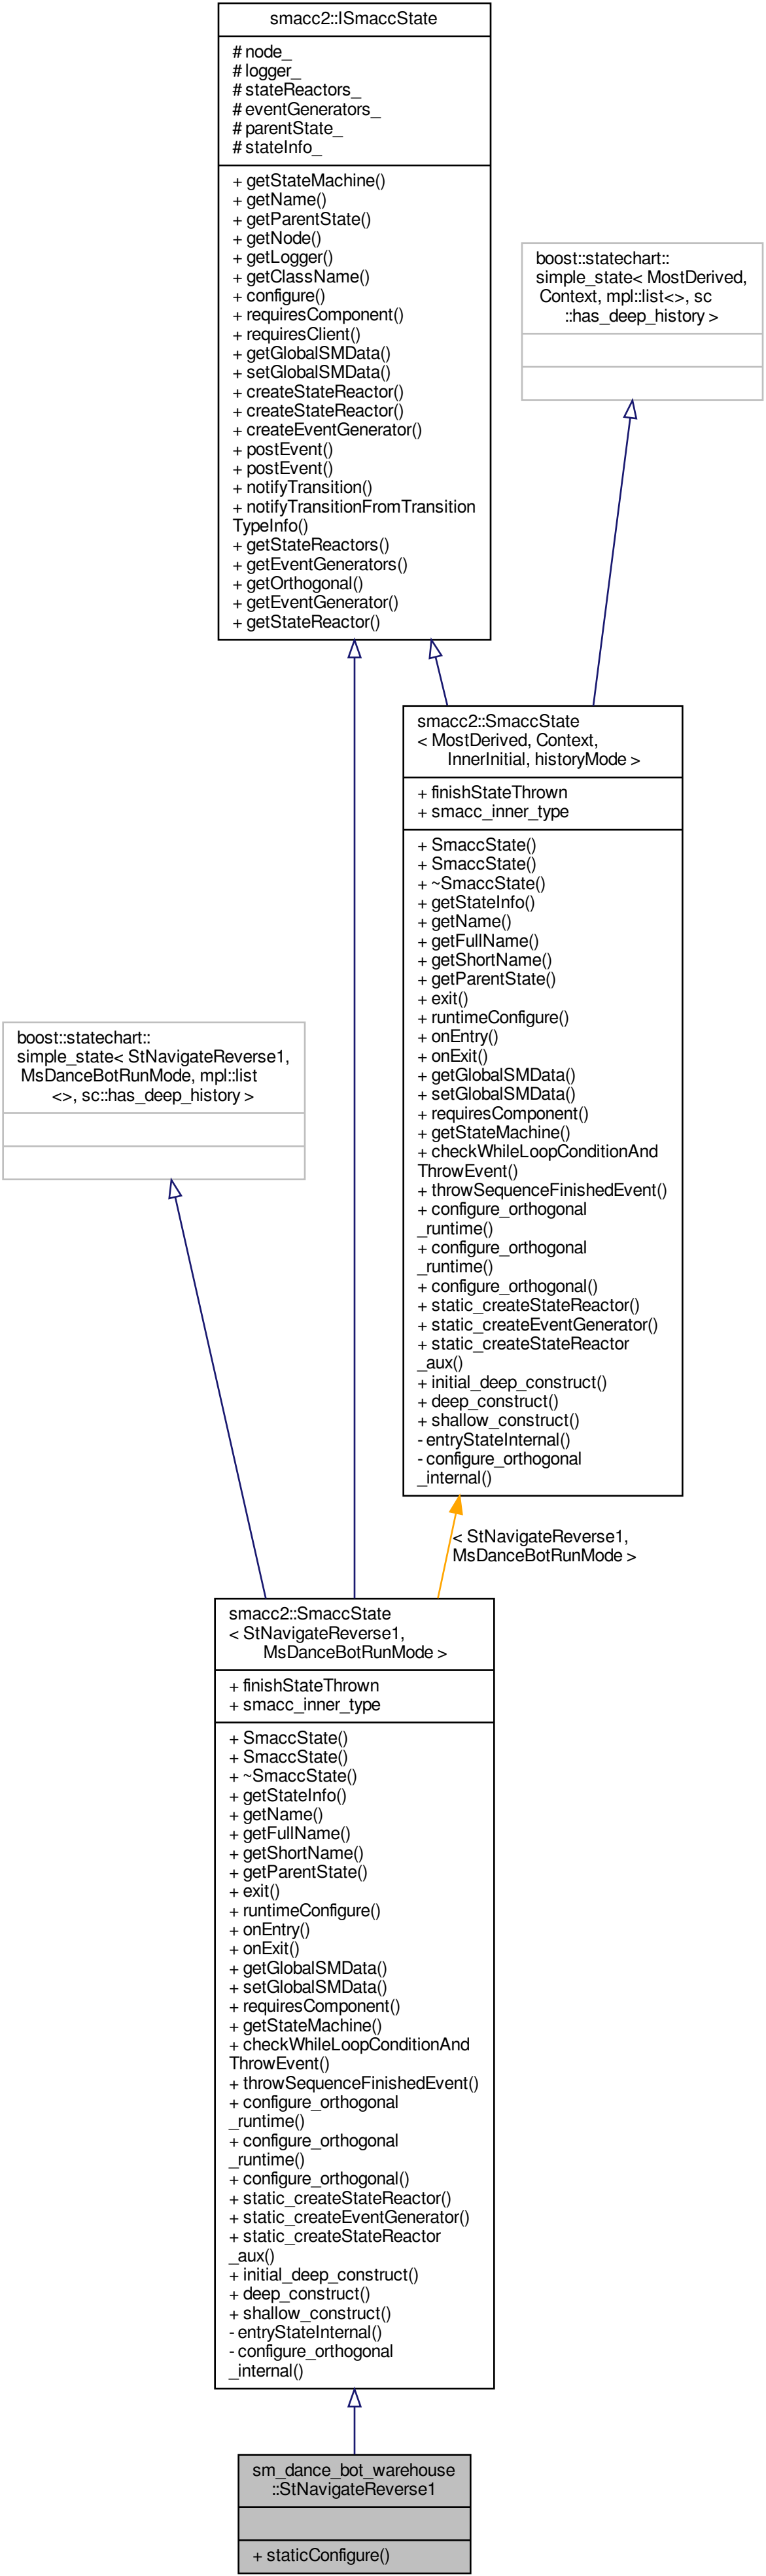 smacc2::ISmaccState
# node_
# logger_
# stateReactors_
# eventGenerators_
# parentState_
# stateInfo_
+ getStateMachine()
+ getName()
+ getParentState()
+ getNode()
+ getLogger()
+ getClassName()
+ configure()
+ requiresComponent()
+ requiresClient()
+ getGlobalSMData()
+ setGlobalSMData()
+ createStateReactor()
+ createStateReactor()
+ createEventGenerator()
+ postEvent()
+ postEvent()
+ notifyTransition()
+ notifyTransitionFromTransition
TypeInfo()
+ getStateReactors()
+ getEventGenerators()
+ getOrthogonal()
+ getEventGenerator()
+ getStateReactor()
boost::statechart::
simple_state< MostDerived,
Context, mpl::list<>, sc
::has_deep_history >
smacc2::SmaccState
< MostDerived, Context,
InnerInitial, historyMode >
+ finishStateThrown
+ smacc_inner_type
+ SmaccState()
+ SmaccState()
+ ~SmaccState()
+ getStateInfo()
+ getName()
+ getFullName()
+ getShortName()
+ getParentState()
+ exit()
+ runtimeConfigure()
+ onEntry()
+ onExit()
+ getGlobalSMData()
+ setGlobalSMData()
+ requiresComponent()
+ getStateMachine()
+ checkWhileLoopConditionAnd
ThrowEvent()
+ throwSequenceFinishedEvent()
+ configure_orthogonal
_runtime()
+ configure_orthogonal
_runtime()
+ configure_orthogonal()
+ static_createStateReactor()
+ static_createEventGenerator()
+ static_createStateReactor
_aux()
+ initial_deep_construct()
+ deep_construct()
+ shallow_construct()
- entryStateInternal()
- configure_orthogonal
_internal()
boost::statechart::
simple_state< StNavigateReverse1,
MsDanceBotRunMode, mpl::list
<>, sc::has_deep_history >
< StNavigateReverse1,
MsDanceBotRunMode >
smacc2::SmaccState
< StNavigateReverse1,
MsDanceBotRunMode >
+ finishStateThrown
+ smacc_inner_type
+ SmaccState()
+ SmaccState()
+ ~SmaccState()
+ getStateInfo()
+ getName()
+ getFullName()
+ getShortName()
+ getParentState()
+ exit()
+ runtimeConfigure()
+ onEntry()
+ onExit()
+ getGlobalSMData()
+ setGlobalSMData()
+ requiresComponent()
+ getStateMachine()
+ checkWhileLoopConditionAnd
ThrowEvent()
+ throwSequenceFinishedEvent()
+ configure_orthogonal
_runtime()
+ configure_orthogonal
_runtime()
+ configure_orthogonal()
+ static_createStateReactor()
+ static_createEventGenerator()
+ static_createStateReactor
_aux()
+ initial_deep_construct()
+ deep_construct()
+ shallow_construct()
- entryStateInternal()
- configure_orthogonal
_internal()
sm_dance_bot_warehouse
::StNavigateReverse1
+ staticConfigure()